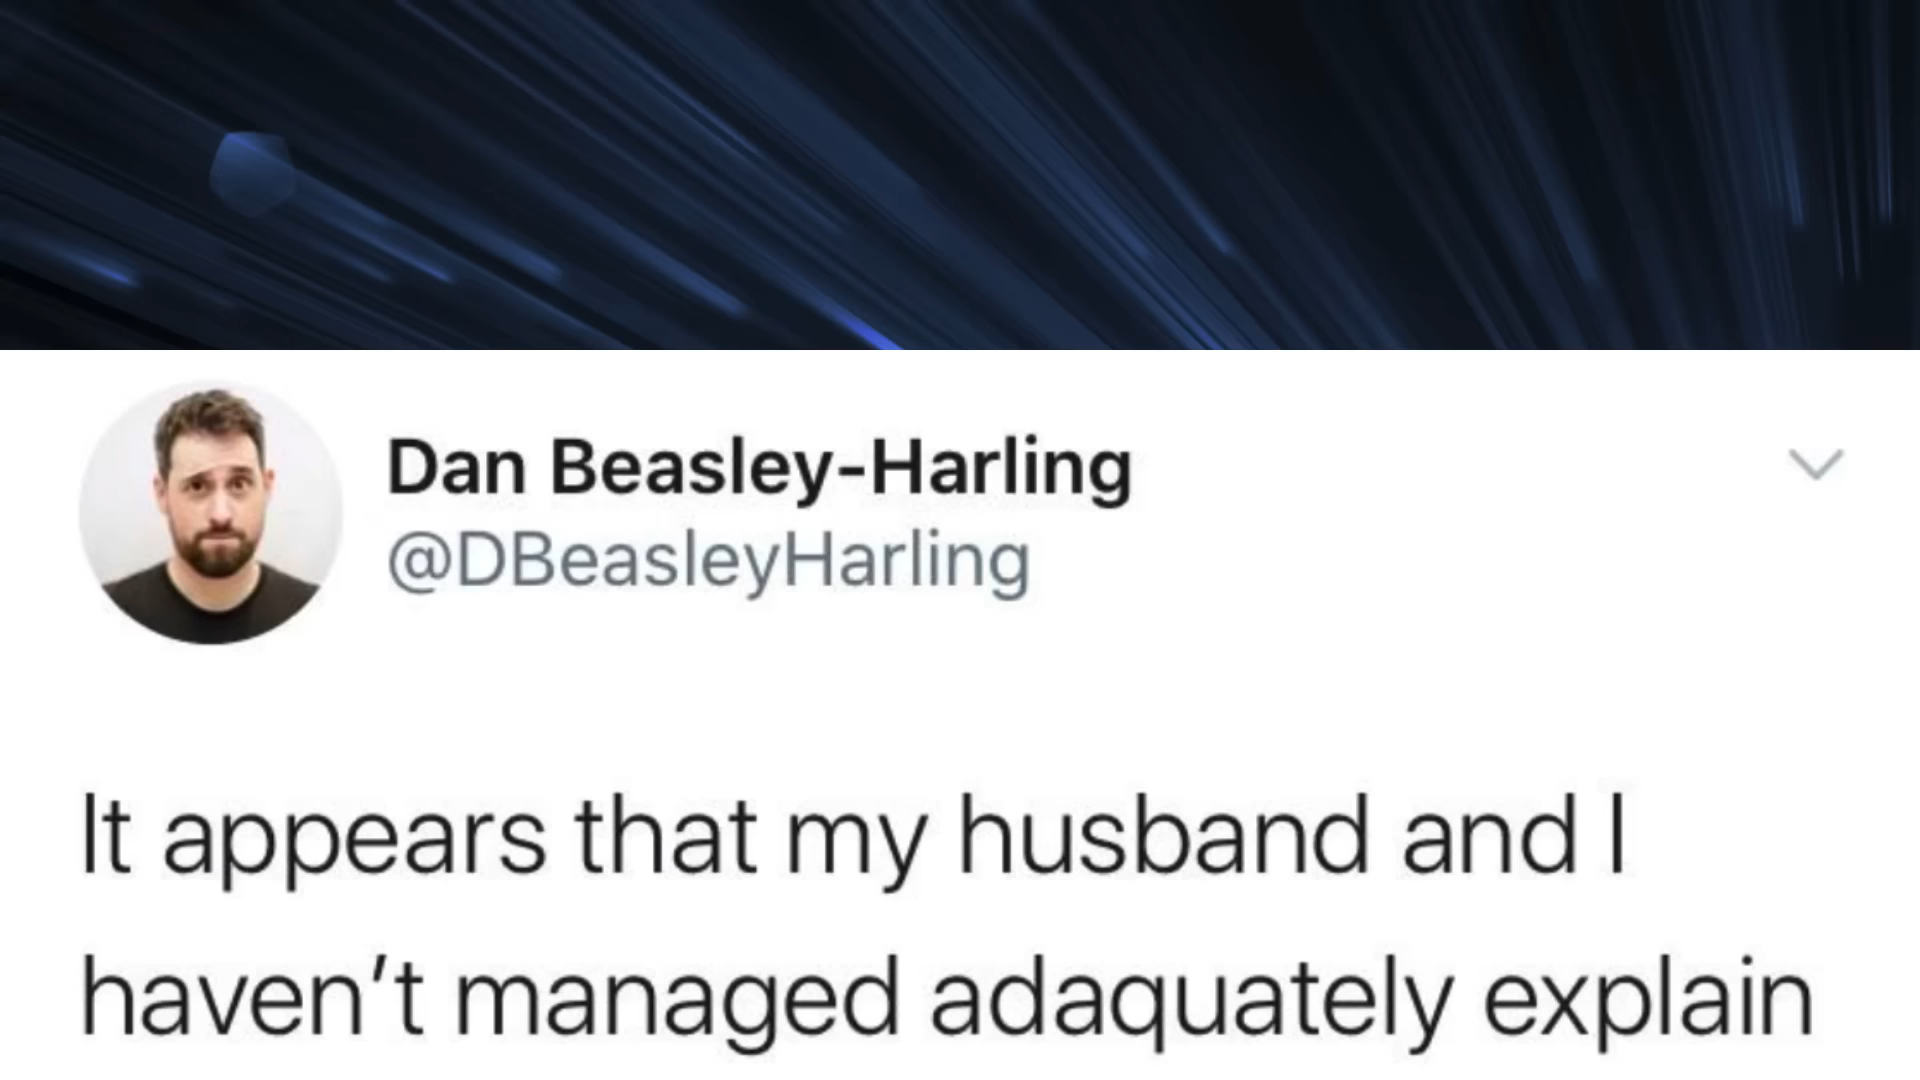 Dan Beasley-Harling
@DBeasleyHarling
It appears that my husband and I
haven't managed adaquately explain